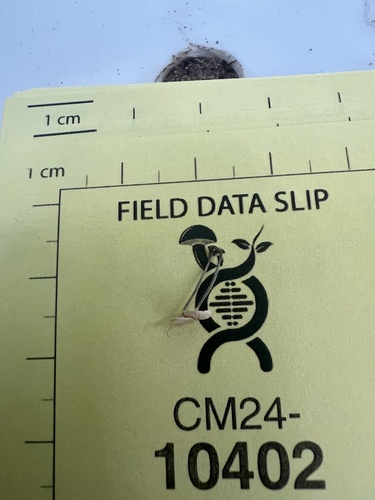 1 cm
1 cm
FIELD DATA SLIP
CM24-
10402